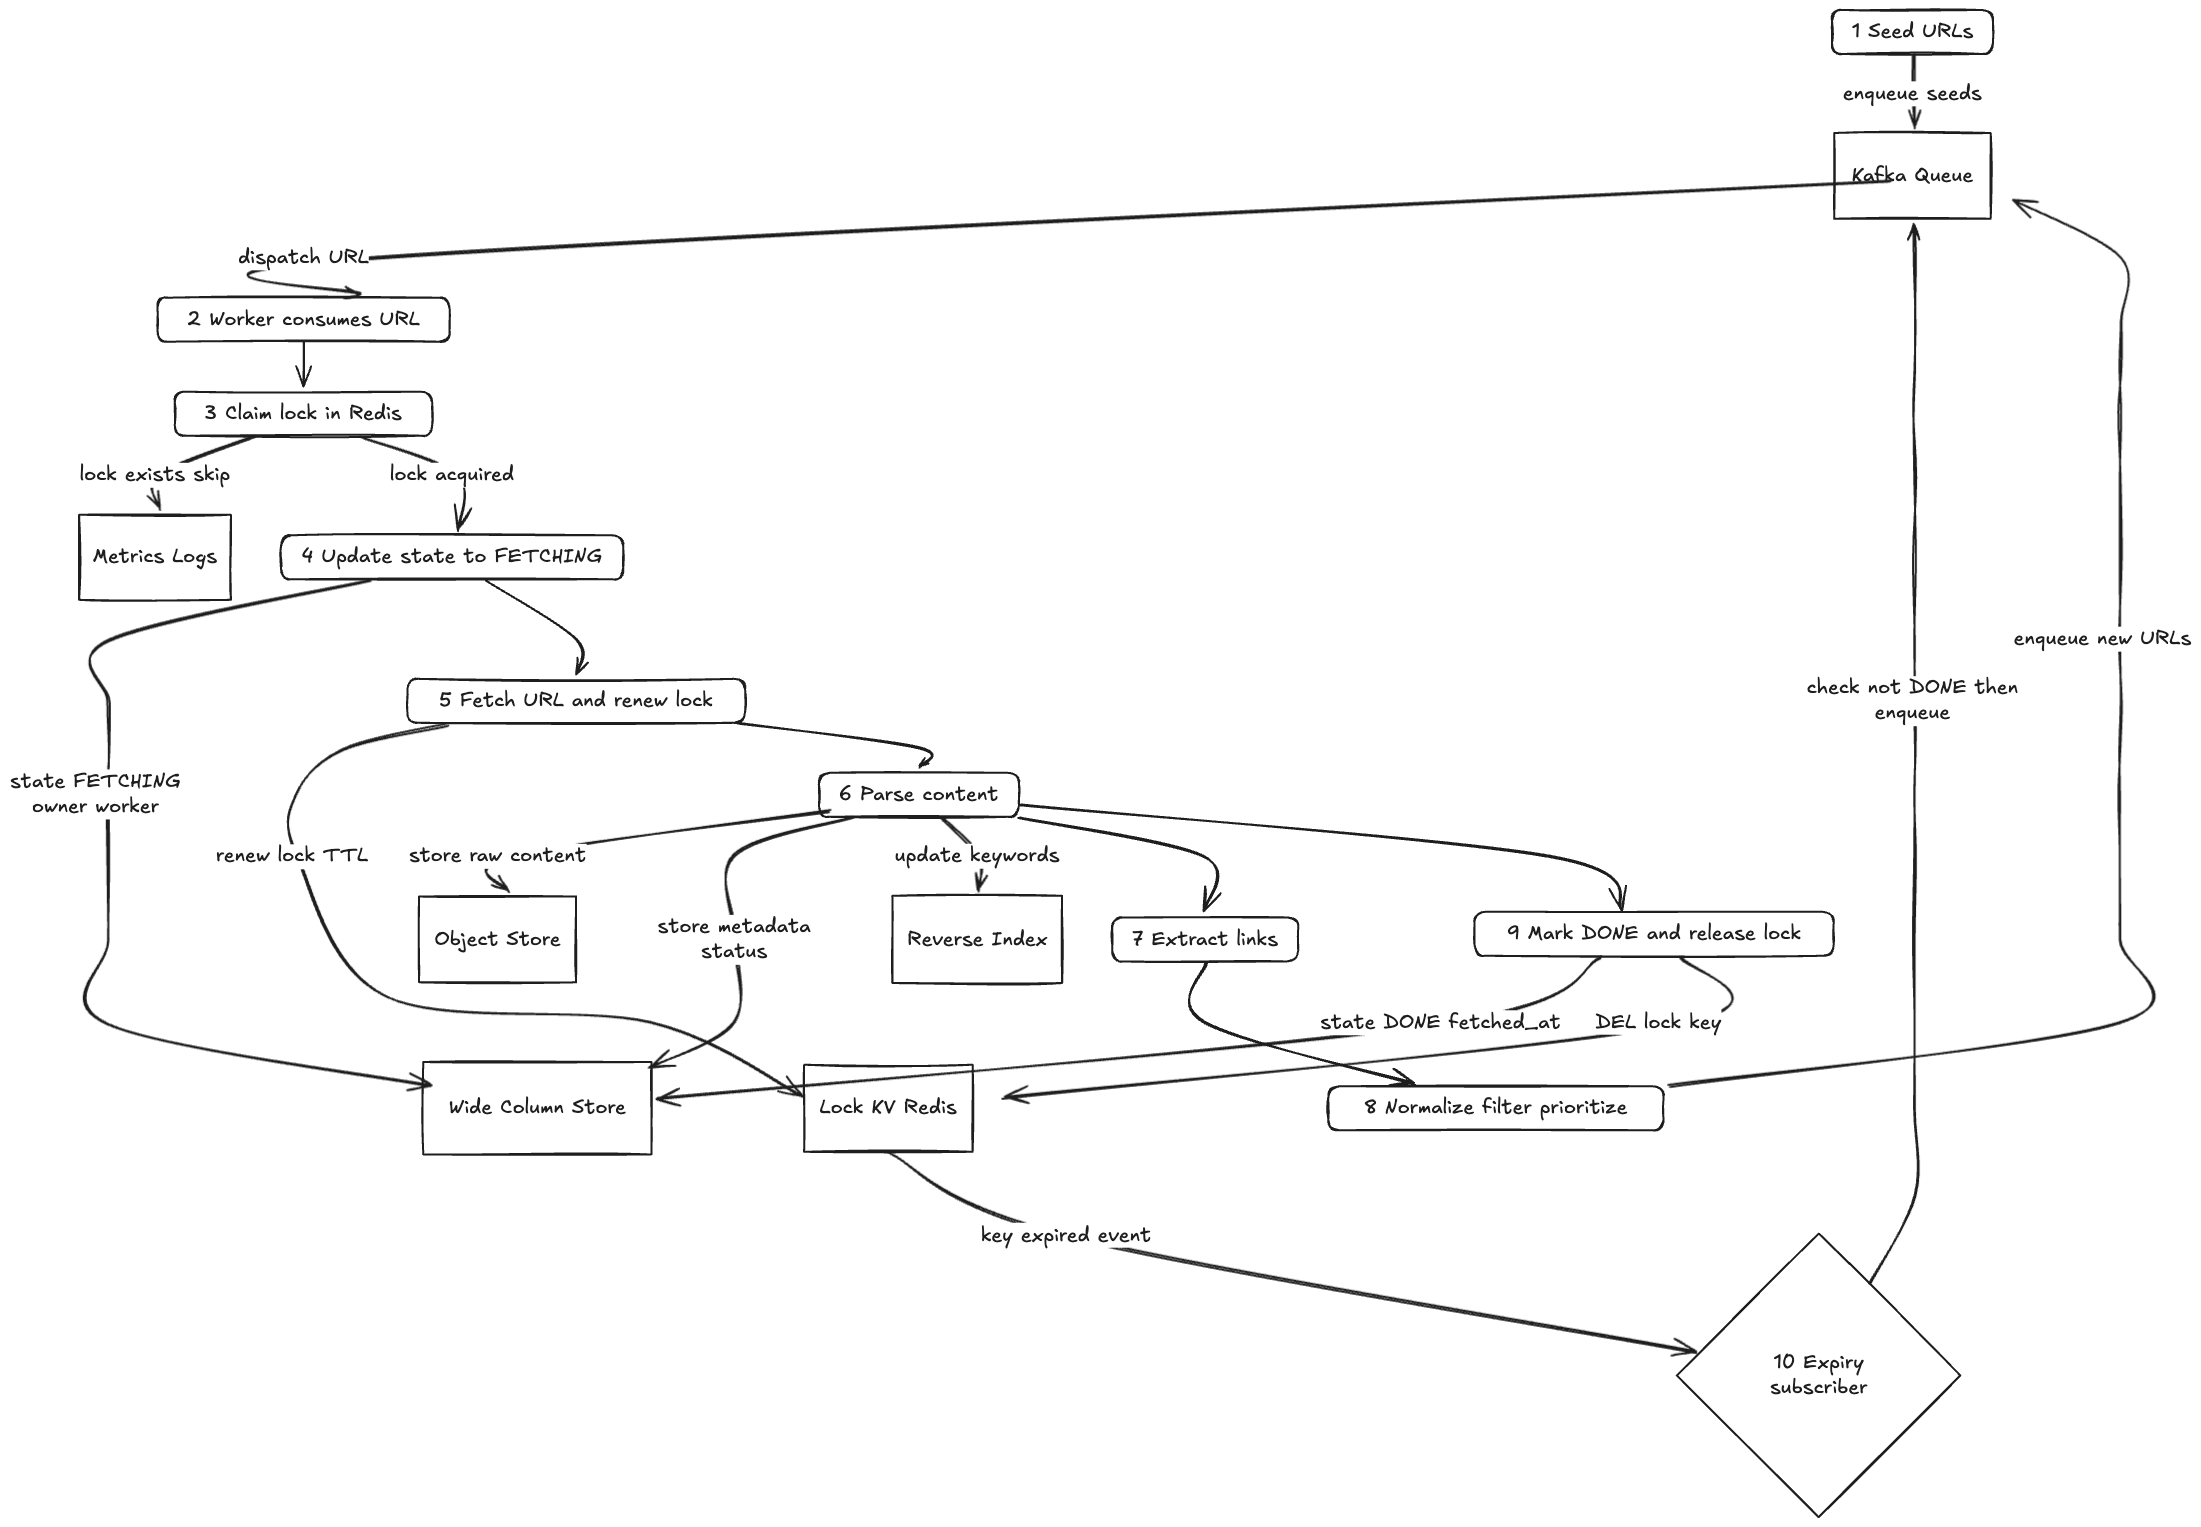 1 Seed URLs
enqueue seeds
Kafka Queue
dispatch URL
2 Worker consumes URL
3 Claim lock in Redis
lock exists skip
lock acquired
Metrics Logs
4 Update state to FETCHING
enqueue new URLs
5 Fetch URL and renew lock
check not DONE then
enqueue
state FETCHING
owner worker
6 Parse content
renew lock TTL
store raw content
update keywords
Object Store
store metadata
status
Reverse Index
7 Extract links
9 Mark DONE and release lock
state DONE fetched_at
DEL lock key
Wide Column Store
Lock KV Redis
8 Normalize filter prioritize
key expired event
10 Expiry
subscriber